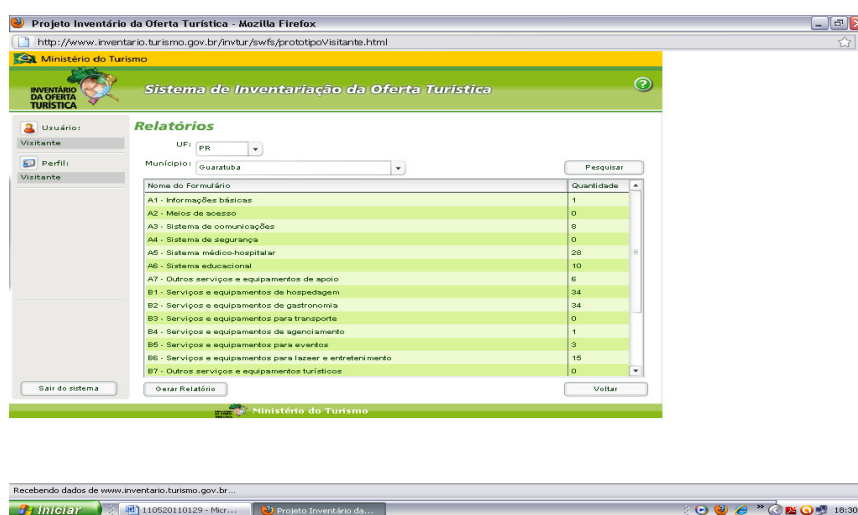 Projeto Inventário da Oferta Turística - Mozilla Firefox
http://www.inventario.turismo.gov.br/invtur/swfs/prototipoVisitante.html
Ministério do Turismo
INVENTÁRIO
DA OFERTA
TURÍSTICA
Sistema de Inventariação da Oferta Turística
?
Usuário:
Visitante
Perfil:
Visitante
Relatórios
UF: PR
Município: Guaratuba
Pesquisar
Nome do Formulário Quantidade
A1 - Informações básicas 1
A2 - Meios de acesso 0
A3 - Sistema de comunicações 8
A4 - Sistema de segurança 0
A5 - Sistema médico-hospitalar 28
A6 - Sistema educacional 10
A7 - Outros serviços e equipamentos de apoio 6
B1 - Serviços e equipamentos de hospedagem 34
B2 - Serviços e equipamentos de gastronomia 34
B3 - Serviços e equipamentos para transporte 0
B4 - Serviços e equipamentos de agenciamento 1
B5 - Serviços e equipamentos para eventos 3
B6 - Serviços e equipamentos para lazeer e entretenimento 15
B7 - Outros serviços e equipamentos turísticos 0
Sair do sistema
Gerar Relatório
Voltar
Ministério do Turismo
Recebendo dados de www.inventario.turismo.gov.br...
Iniciar
110520110129 - Micr...
Projeto Inventário da...
18:30